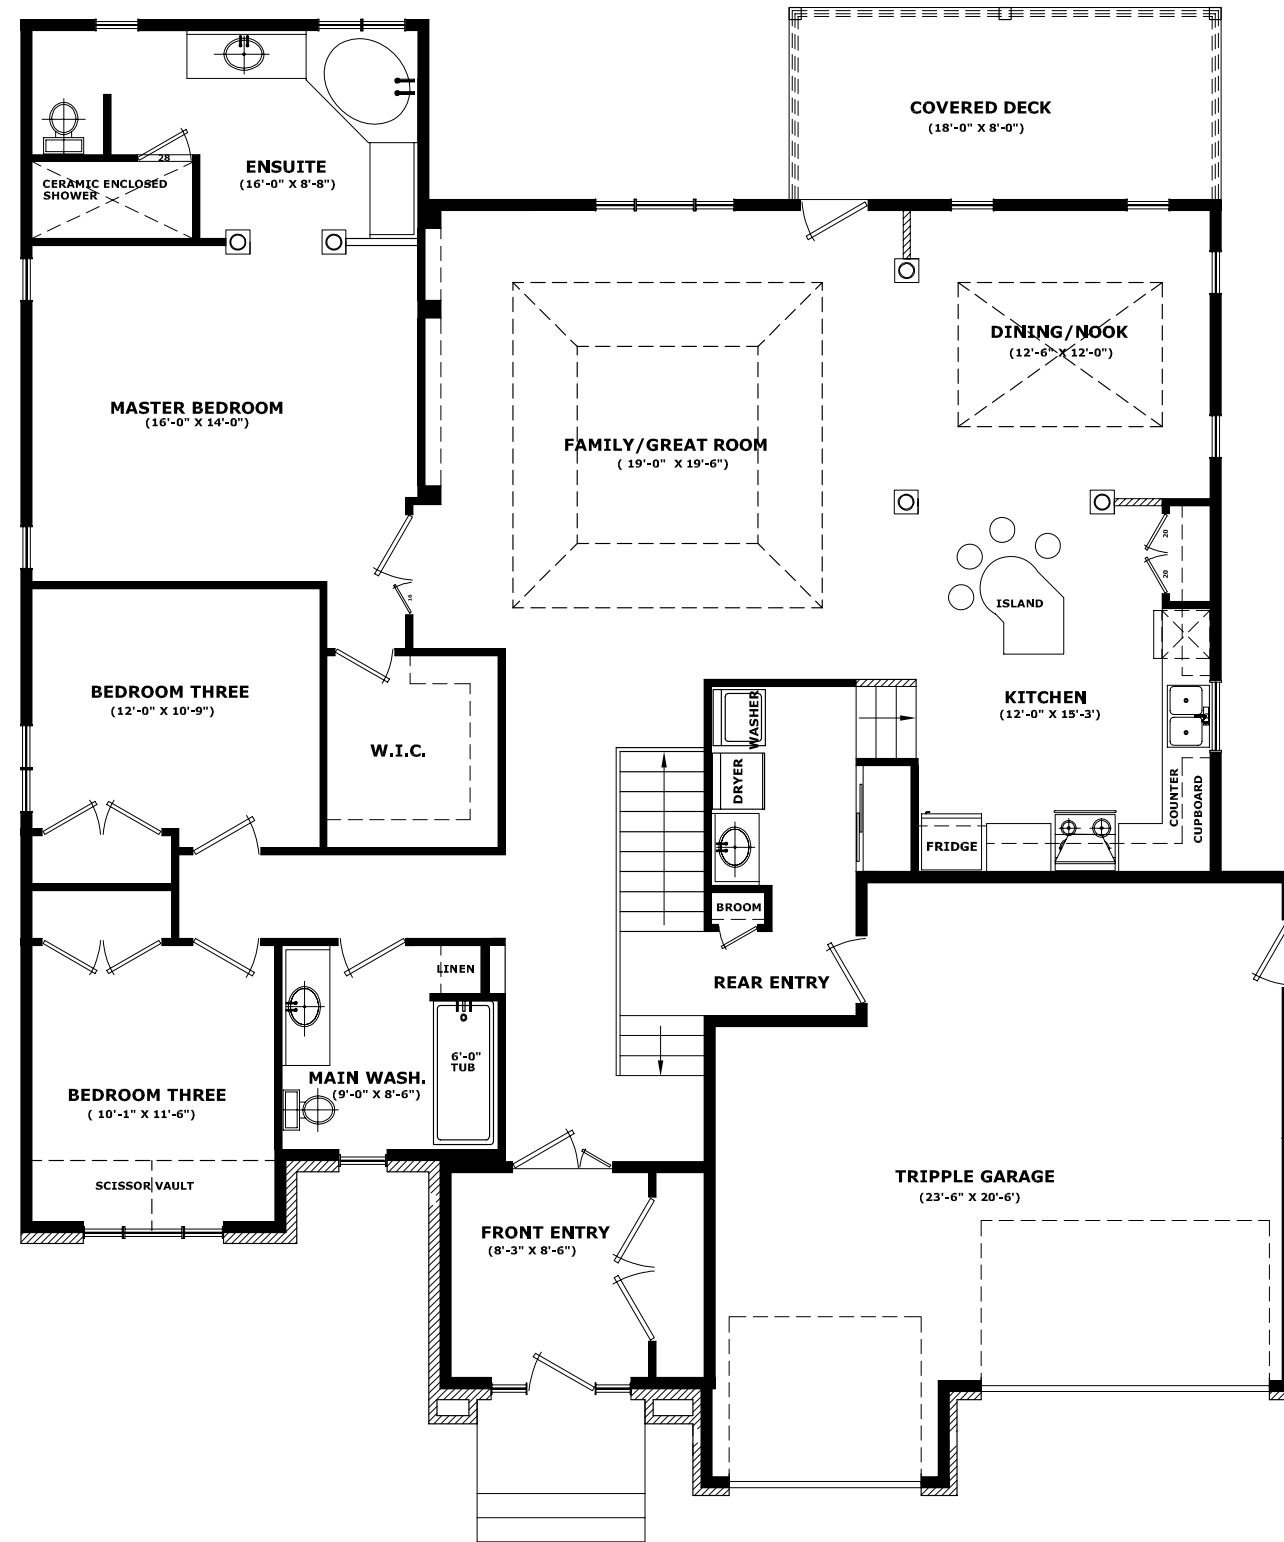 COVERED DECK
(18'-0" X 8'-0")
28
ENSUITE
(16'-0" X 8'-8")
CERAMIC ENCLOSED
SHOWER
DINING/NOOK
(12'-6" X 12'-0")
MASTER BEDROOM
(16'-0" X 14'-0")
FAMILY/GREAT ROOM
( 19'-0" X 19'-6")
20
20
16
ISLAND
BEDROOM THREE
(12'-0" X 10'-9")
W.I.C.
KITCHEN
(12'-0" X 15'-3')
WASHER
DRYER
COUNTER
CUPBOARD
FRIDGE
BROOM
LINEN
REAR ENTRY
6'-0"
TUB
MAIN WASH.
(9'-0" X 8'-6")
BEDROOM THREE
( 10'-1" X 11'-6")
SCISSOR VAULT
TRIPPLE GARAGE
(23'-6" X 20'-6')
FRONT ENTRY
(8'-3" X 8'-6")